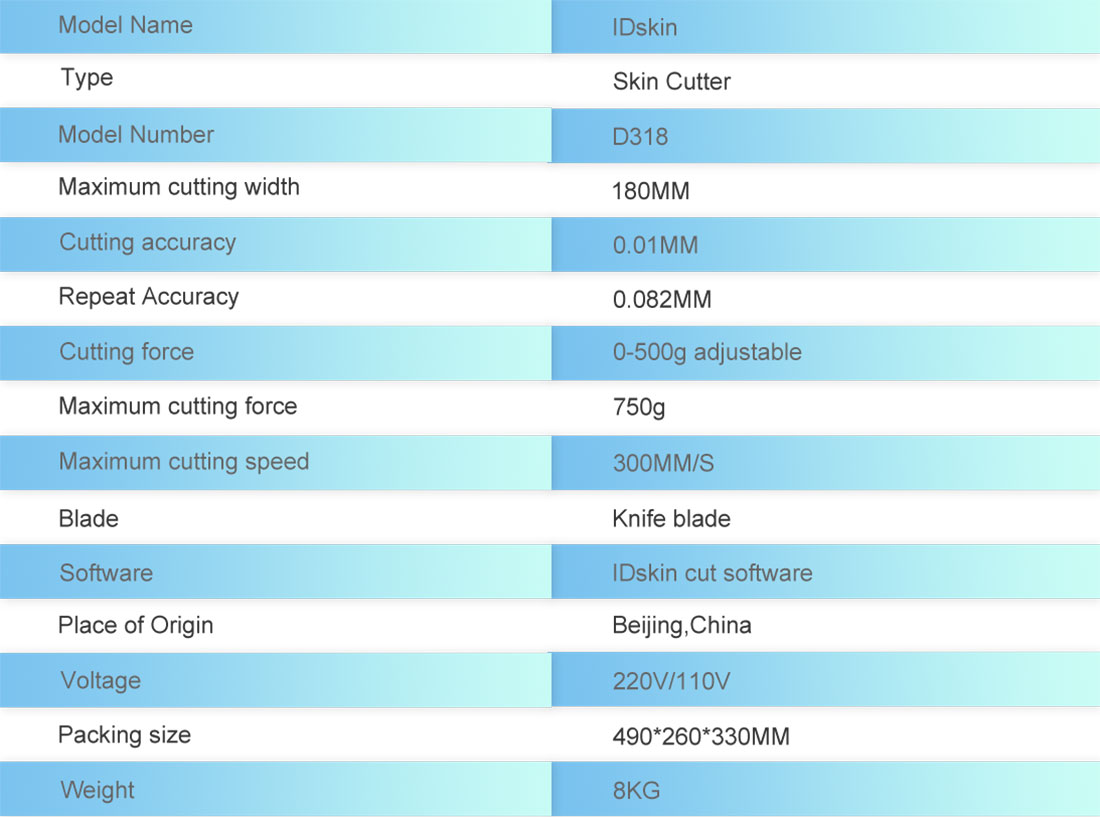 Model Name IDskin
Type Skin Cutter
Model Number D318
Maximum cutting width 180MM
Cutting accuracy 0.01MM
Repeat Accuracy 0.082MM
Cutting force 0-500g adjustable
Maximum cutting force 750g
Maximum cutting speed 300MM/S
Blade Knife blade
Software IDskin cut software
Place of Origin Beijing,China
Voltage 220V/110V
Packing size 490*260*330MM
Weight 8KG